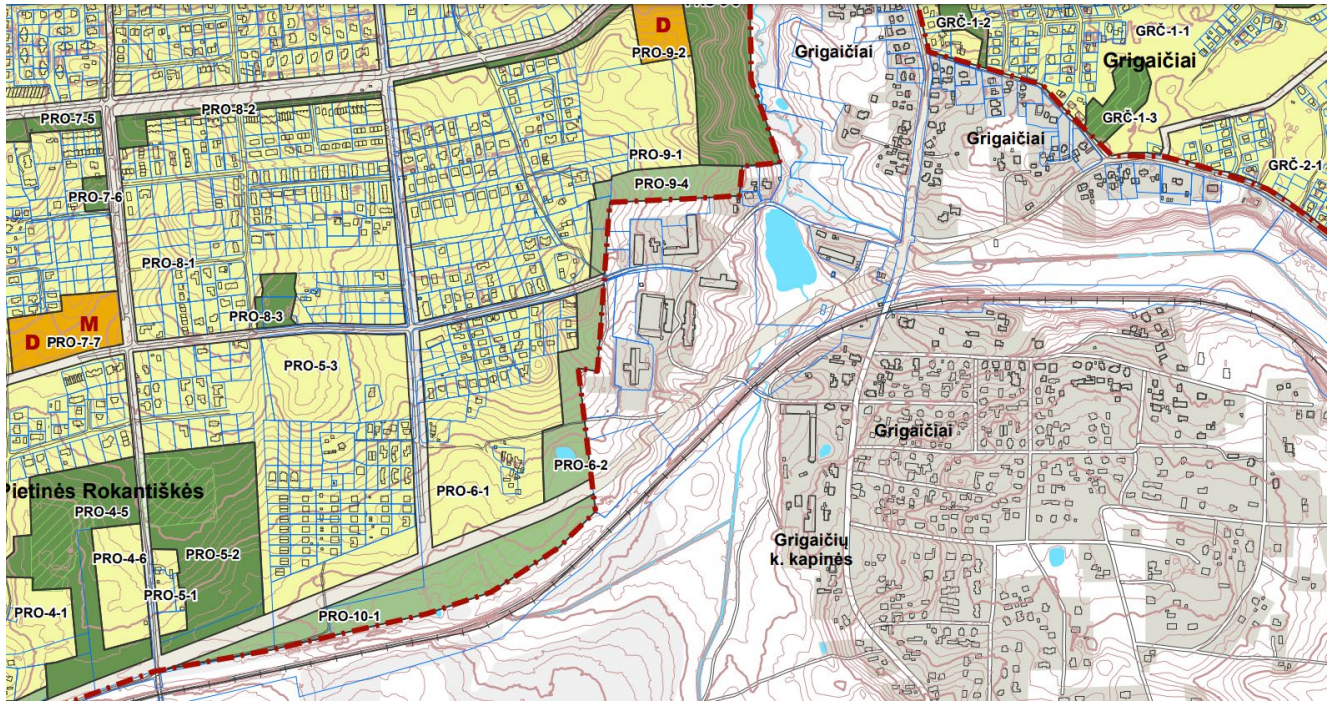 D
PRO-9-2
Grigaičiai
GRČ-1-2
GRČ-1-1
Grigaičiai
PRO-7-5
PRO-8-2
GRČ-1-3
Grigaičiai
PRO-9-1
GRČ-2-1
PRO-9-4
PRO-7-6
PRO-8-1
PRO-8-3
M
D
PRO-7-7
PRO-5-3
Grigaičiai
PRO-6-2
PRO-6-1
Pietinės Rokantiškės
PRO-4-5
Grigaičių
k. kapinės
PRO-4-6
PRO-5-2
PRO-5-1
PRO-4-1
PRO-10-1